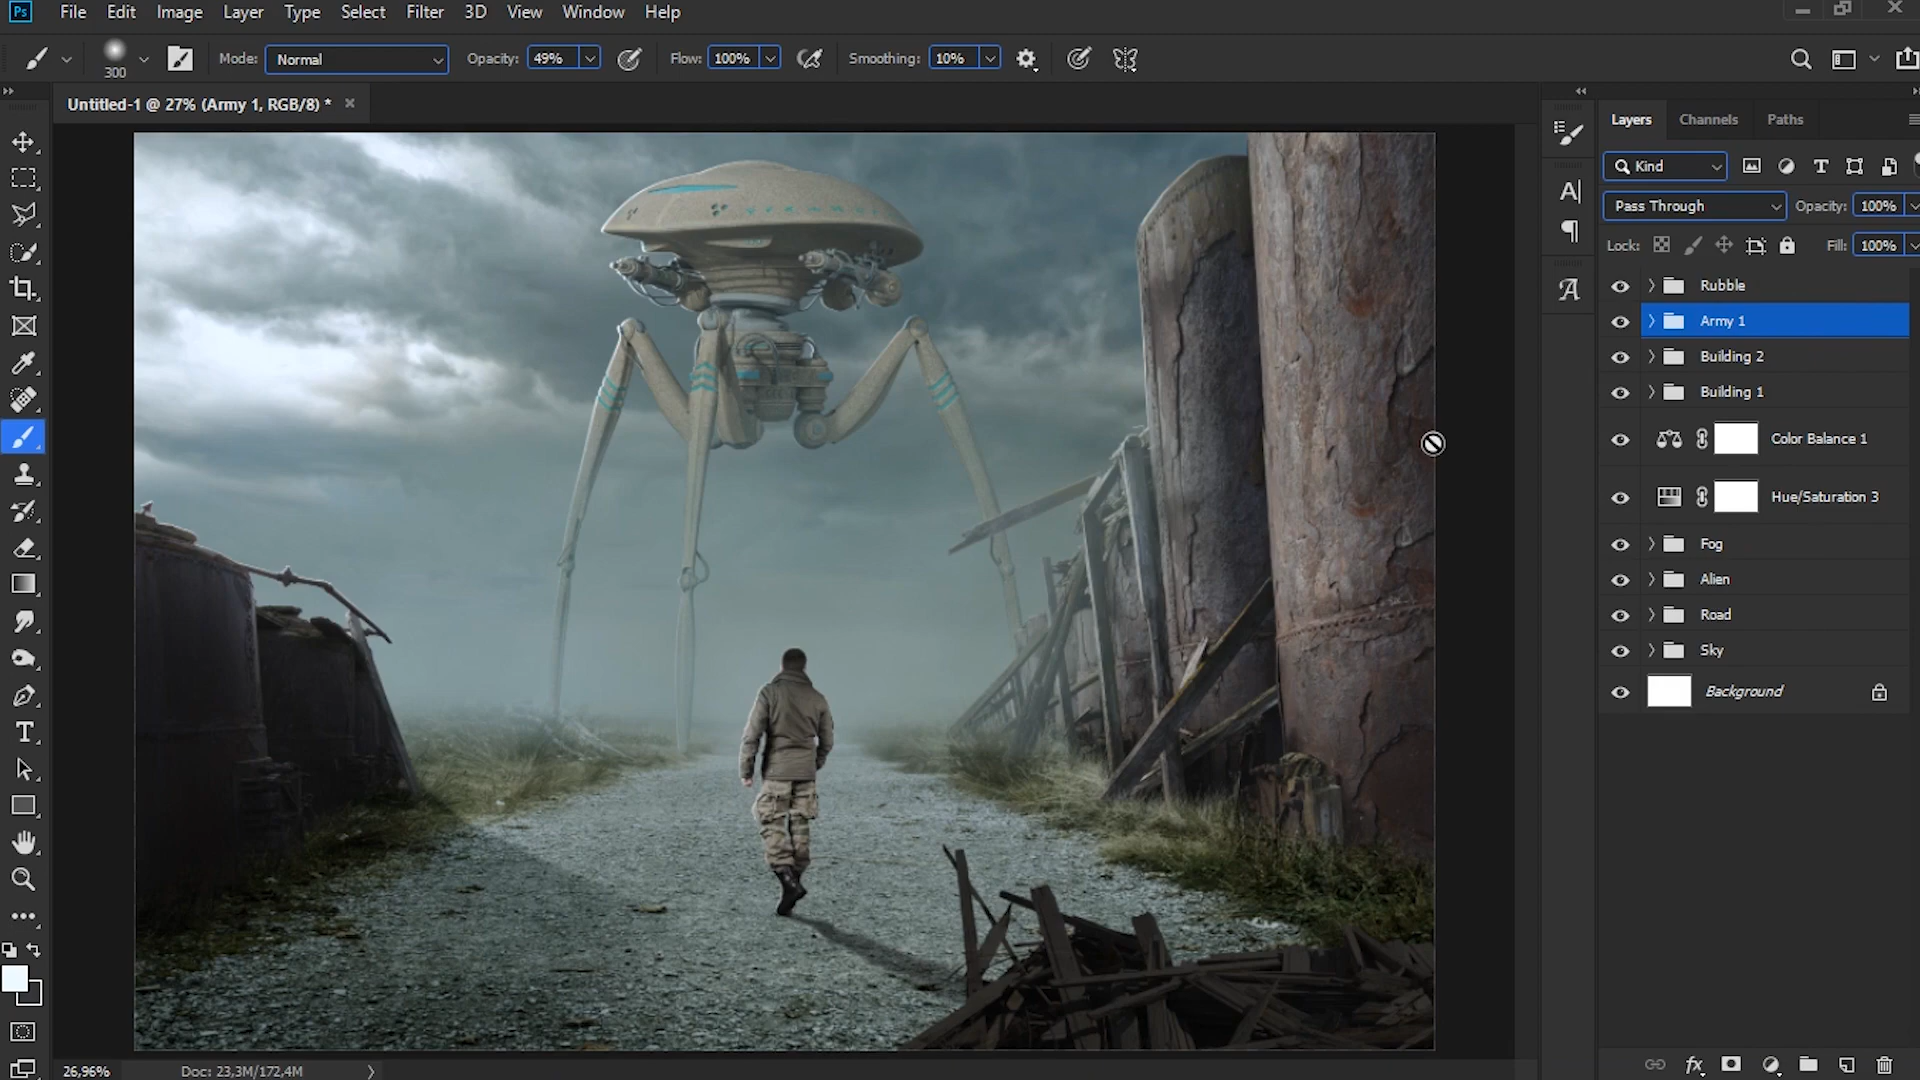 Ps File Edit Image Layer Type Select Filter 3D View Window Help
300 Mode: Normal Opacity: 49% Flow: 100% Smoothing: 10%
Untitled-1 @ 27% (Army 1, RGB/8) *
Layers Channels Paths
Kind
Pass Through Opacity: 100%
Lock: Fill: 100%
Rubble
Army 1
Building 2
Building 1
Color Balance 1
Hue/Saturation 3
Fog
Alien
Road
Sky
Background
26,96% Doc: 23,3M/172,4M